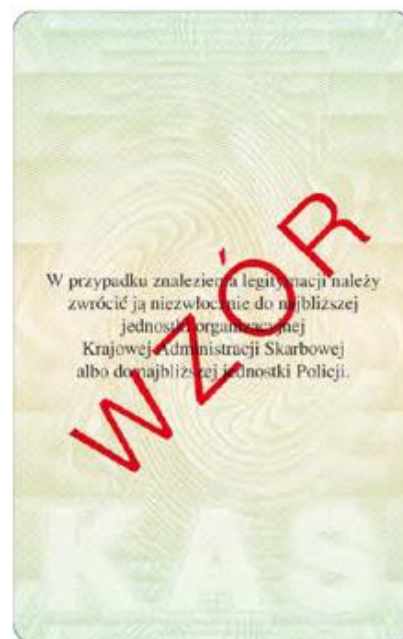 W przypadku znalezienia legitymacji należy
zwrócić ją niezwłocznie do najbliższej
jednostki organizacyjnej
Krajowej Administracji Skarbowej
albo do najbliższej jednostki Policji.
WZÓR
KAS